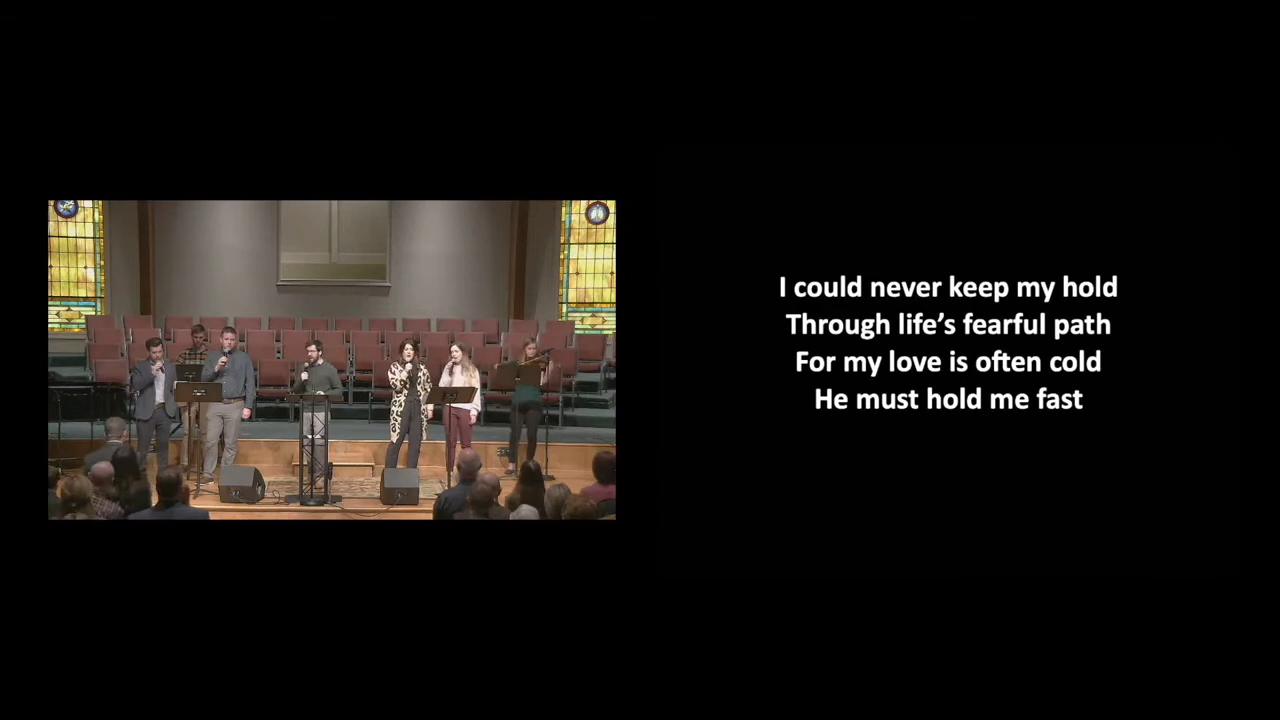 I could never keep my hold
Through life’s fearful path
For my love is often cold
He must hold me fast